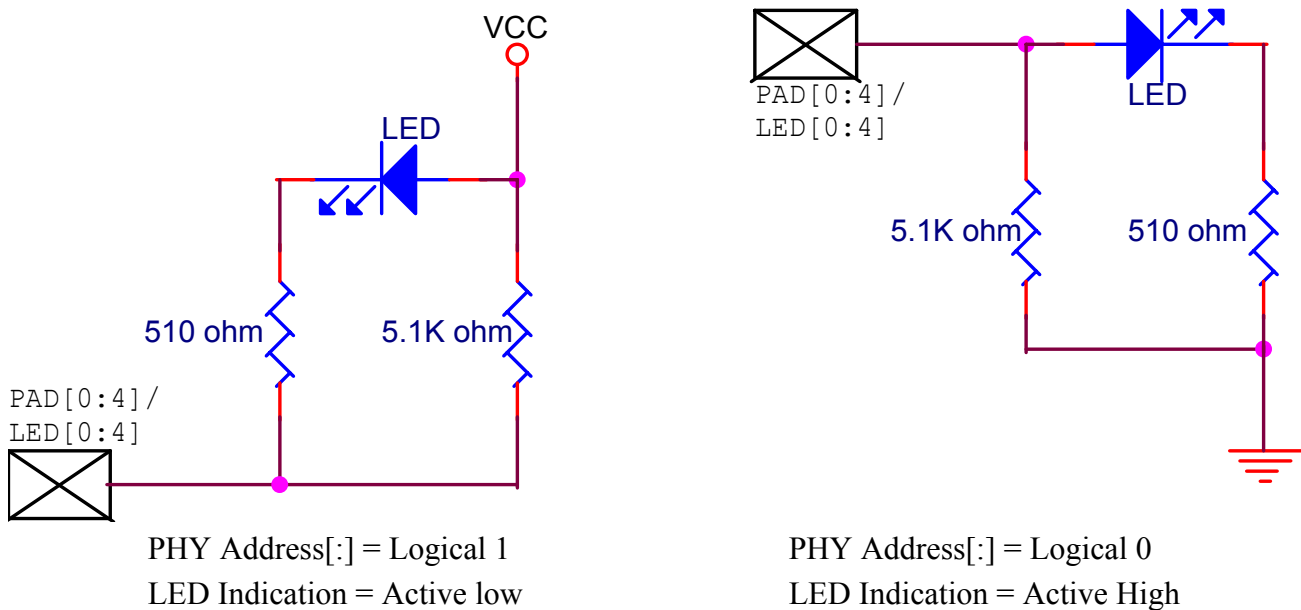 VCC
LED
510 ohm
5.1K ohm
PAD[0:4]/
LED[0:4]
PHY Address[:] = Logical 1
LED Indication = Active low
PAD[0:4]/
LED[0:4]
LED
5.1K ohm
510 ohm
PHY Address[:] = Logical 0
LED Indication = Active High